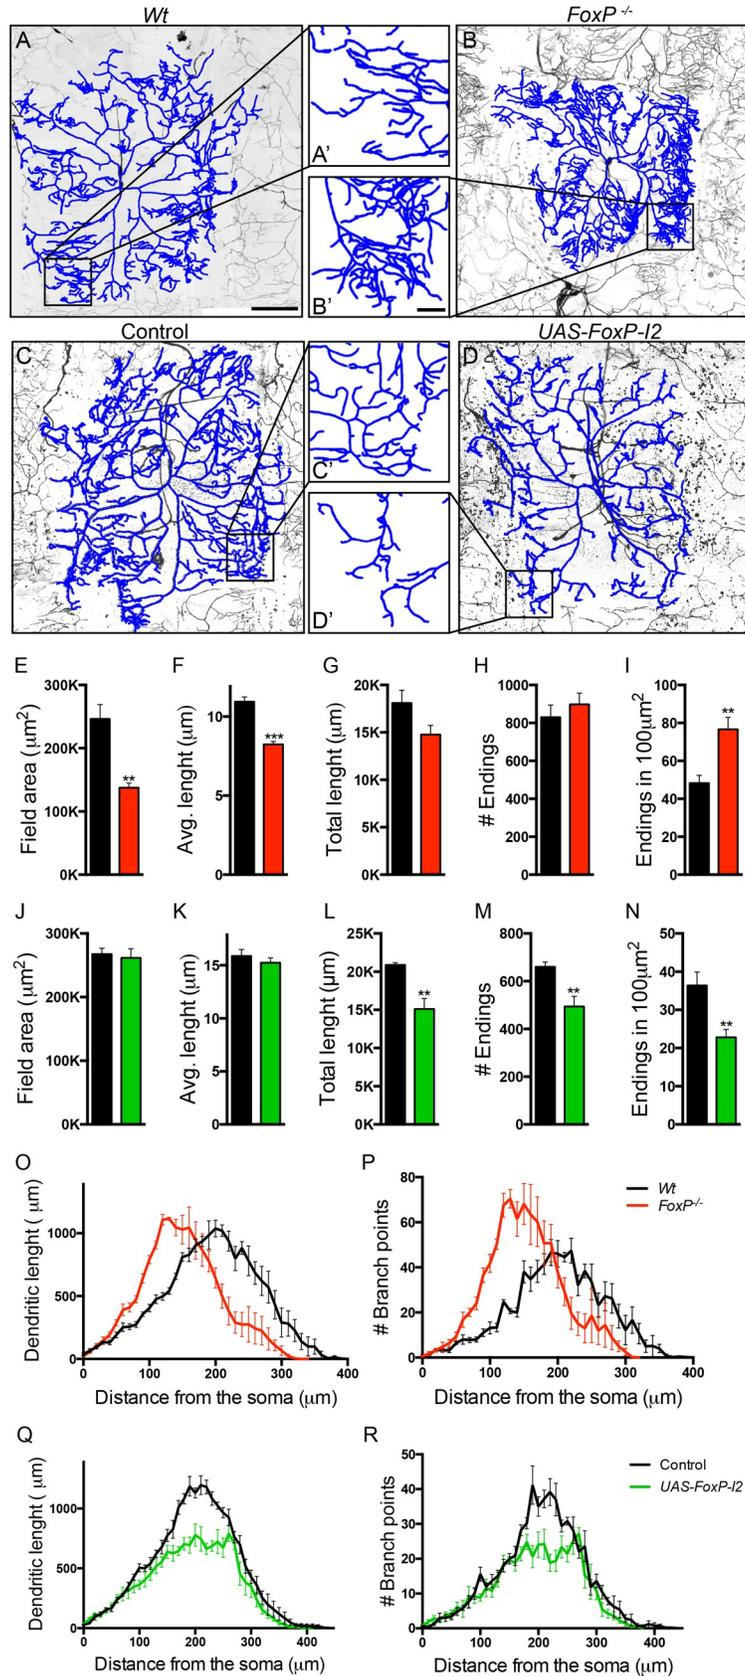 Wt
FoxP -/-
A
B
A'
B'
Control
UAS-FoxP-I2
C
D
C'
D'
E
F
G
H
I
Field area (μm2)
300K
200K
100K
0K
**
Avg. lenght (μm)
10
5
0
***
Total lenght (μm)
20K
15K
10K
5K
0K
# Endings
1000
800
600
400
200
0
Endings in 100μm2
100
80
60
40
20
0
**
J
K
L
M
N
Field area (μm2)
300K
200K
100K
0K
Avg. lenght (μm)
15
10
5
0
Total lenght (μm)
25K
20K
15K
10K
5K
0K
**
# Endings
800
600
400
200
0
**
Endings in 100μm2
50
40
30
20
10
0
**
O
Dendritic lenght ( μm)
1000
500
0
0 100 200 300 400
Distance from the soma (μm)
P
# Branch points
80
60
40
20
0
0 100 200 300 400
Distance from the soma (μm)
Wt
FoxP-/-
Q
Dendritic lenght ( μm)
1000
500
0
0 100 200 300 400
Distance from the soma (μm)
R
# Branch points
50
40
30
20
10
0
0 100 200 300 400
Distance from the soma (μm)
Control
UAS-FoxP-I2